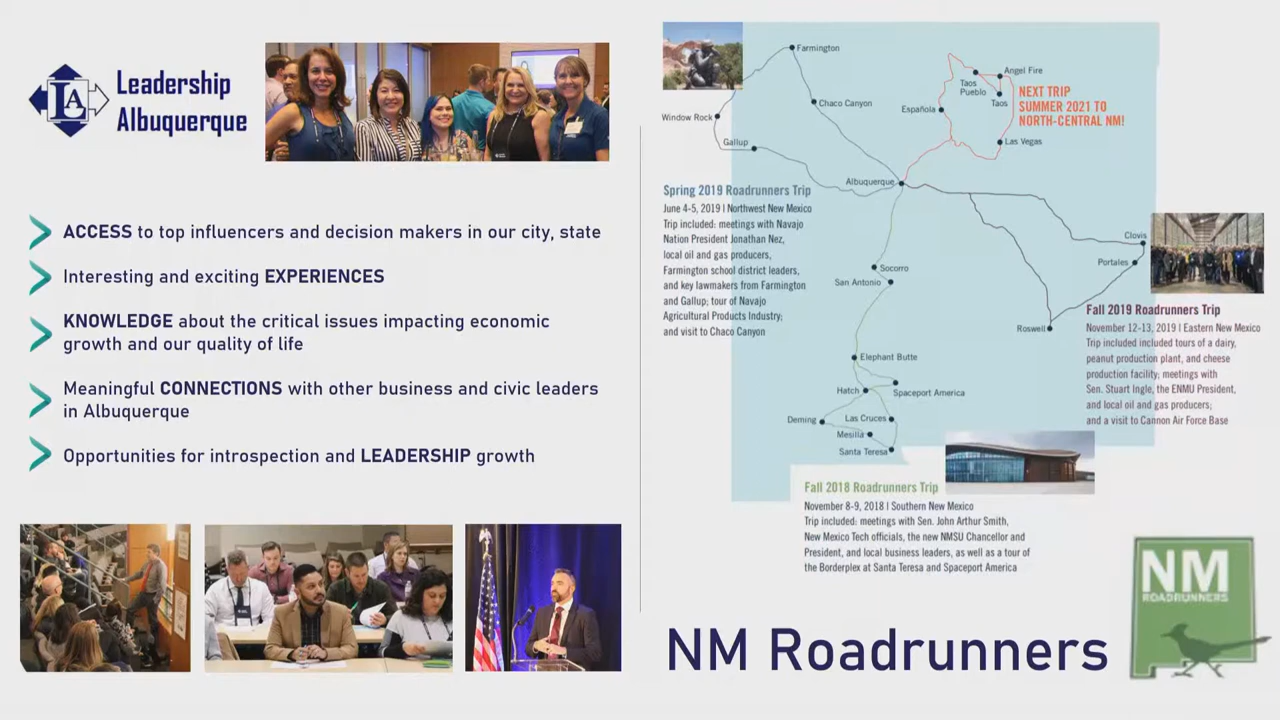 Leadership
Albuquerque
LA
ACCESS to top influencers and decision makers in our city, state
Interesting and exciting EXPERIENCES
KNOWLEDGE about the critical issues impacting economic
growth and our quality of life
Meaningful CONNECTIONS with other business and civic leaders
in Albuquerque
Opportunities for introspection and LEADERSHIP growth
Farmington
Chaco Canyon
Window Rock
Gallup
Albuquerque
Española
Taos
Pueblo
Angel Fire
Taos
Las Vegas
NEXT TRIP
SUMMER 2021 TO
NORTH-CENTRAL NM!
Spring 2019 Roadrunners Trip
June 4-5, 2019 | Northwest New Mexico
Trip included: meetings with Navajo
Nation President Jonathan Nez,
local oil and gas producers,
Farmington school district leaders,
and key lawmakers from Farmington
and Gallup; tour of Navajo
Agricultural Products Industry;
and visit to Chaco Canyon
Socorro
San Antonio
Elephant Butte
Hatch
Spaceport America
Deming
Las Cruces
Mesilla
Santa Teresa
Clovis
Portales
Roswell
Fall 2019 Roadrunners Trip
November 12-13, 2019 | Eastern New Mexico
Trip included included tours of a dairy,
peanut production plant, and cheese
production facility; meetings with
Sen. Stuart Ingle, the ENMU President,
and local oil and gas producers;
and a visit to Cannon Air Force Base
Fall 2018 Roadrunners Trip
November 8-9, 2018 | Southern New Mexico
Trip included: meetings with Sen. John Arthur Smith,
New Mexico Tech officials, the new NMSU Chancellor and
President, and local business leaders, as well as a tour of
the Borderplex at Santa Teresa and Spaceport America
NM Roadrunners
NM
ROADRUNNERS